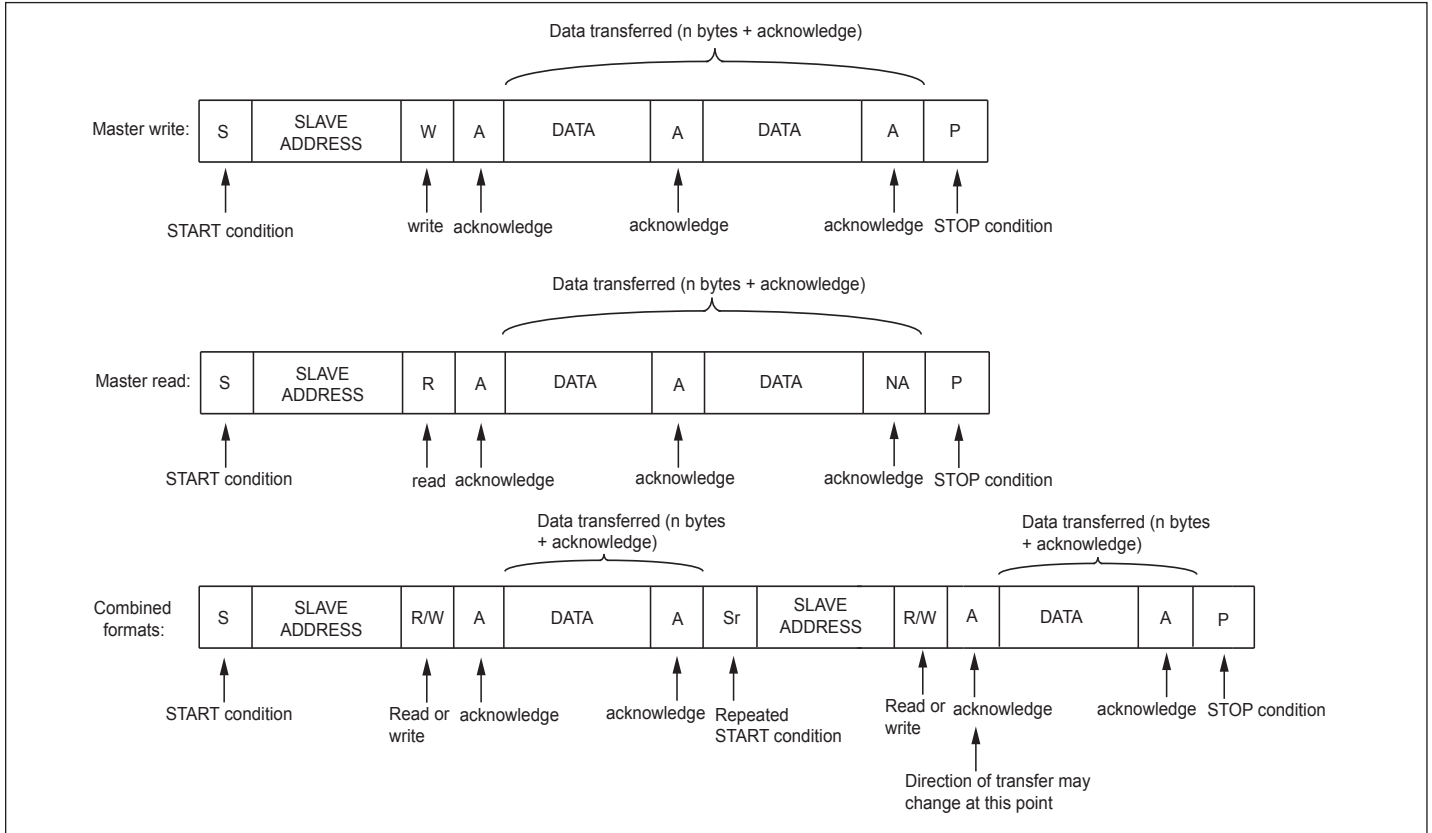 Data transferred (n bytes + acknowledge)
Master write:
S
SLAVE
ADDRESS
W
A
DATA
A
DATA
A
P
START condition
write
acknowledge
acknowledge
acknowledge
STOP condition
Data transferred (n bytes + acknowledge)
Master read:
S
SLAVE
ADDRESS
R
A
DATA
A
DATA
NA
P
START condition
read
acknowledge
acknowledge
acknowledge
STOP condition
Data transferred (n bytes
+ acknowledge)
Data transferred (n bytes
+ acknowledge)
Combined
formats:
S
SLAVE
ADDRESS
R/W
A
DATA
A
Sr
SLAVE
ADDRESS
R/W
A
DATA
A
P
START condition
Read or
write
acknowledge
acknowledge
Repeated
START condition
Read or
write
acknowledge
acknowledge
STOP condition
Direction of transfer may
change at this point